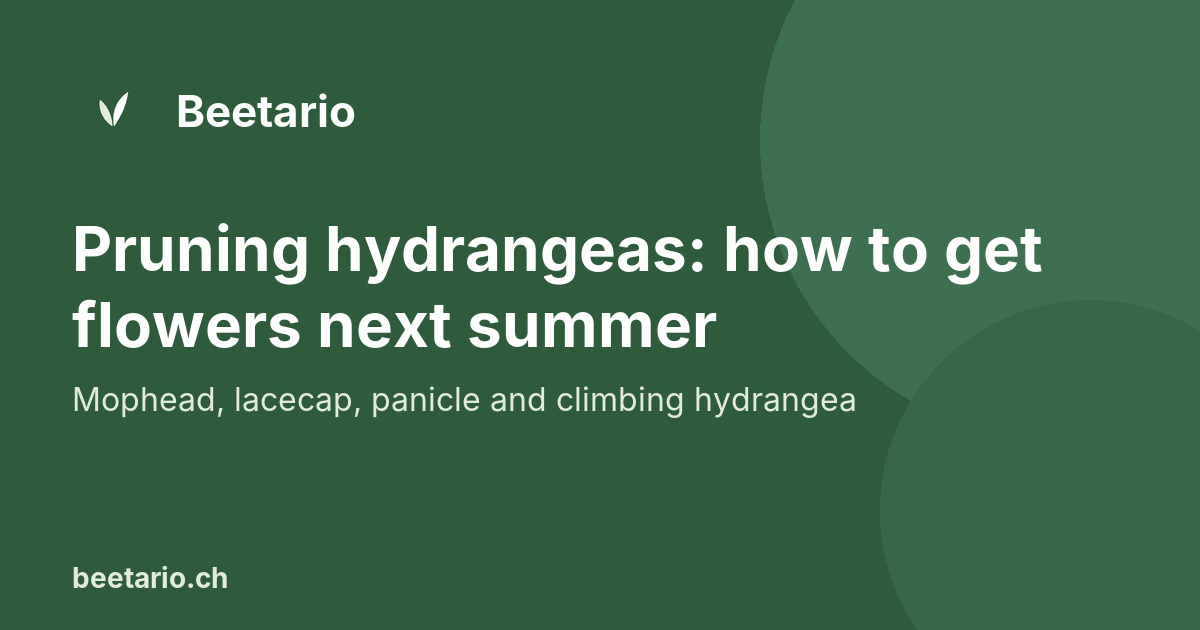 Beetario
Pruning hydrangeas: how to get
flowers next summer
Mophead, lacecap, panicle and climbing hydrangea
beetario.ch